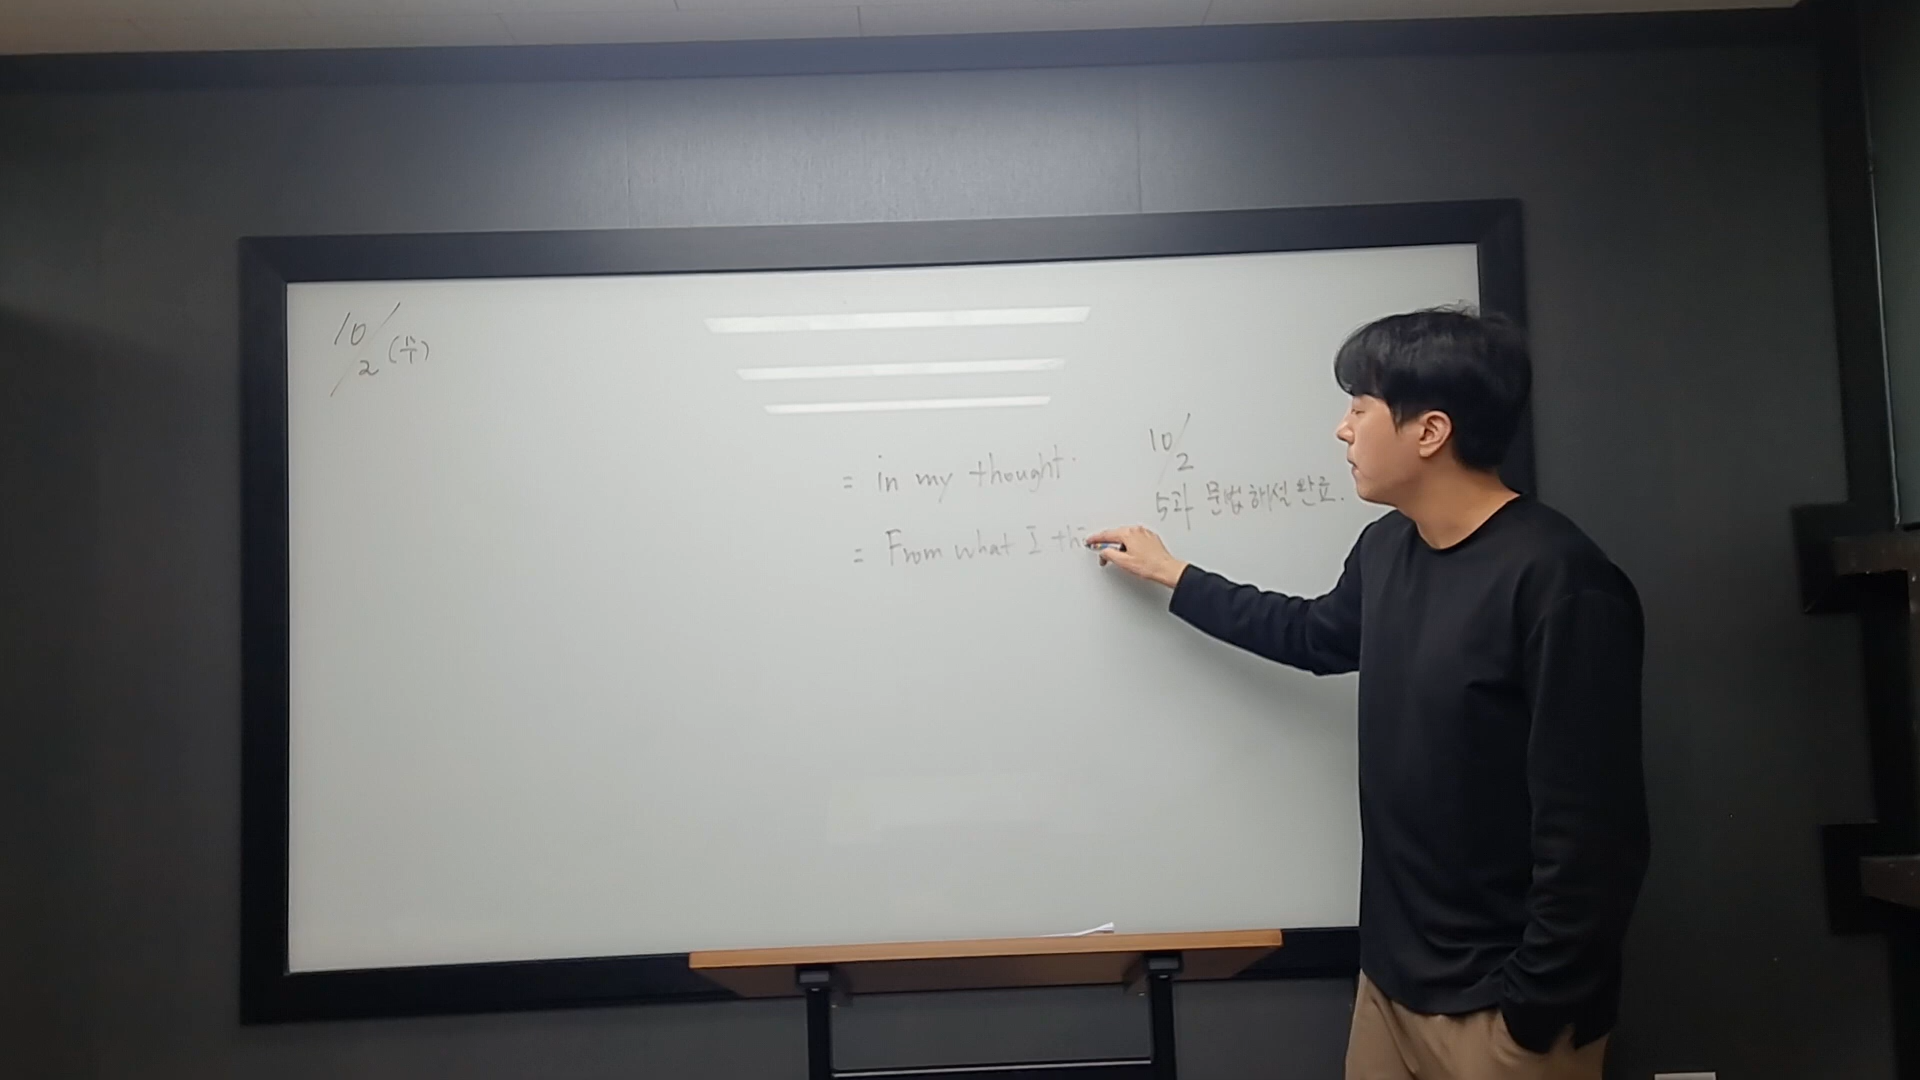 10/2 (수)
= in my thought.
= From what I thi
10/2
5과 문법해설 완료.